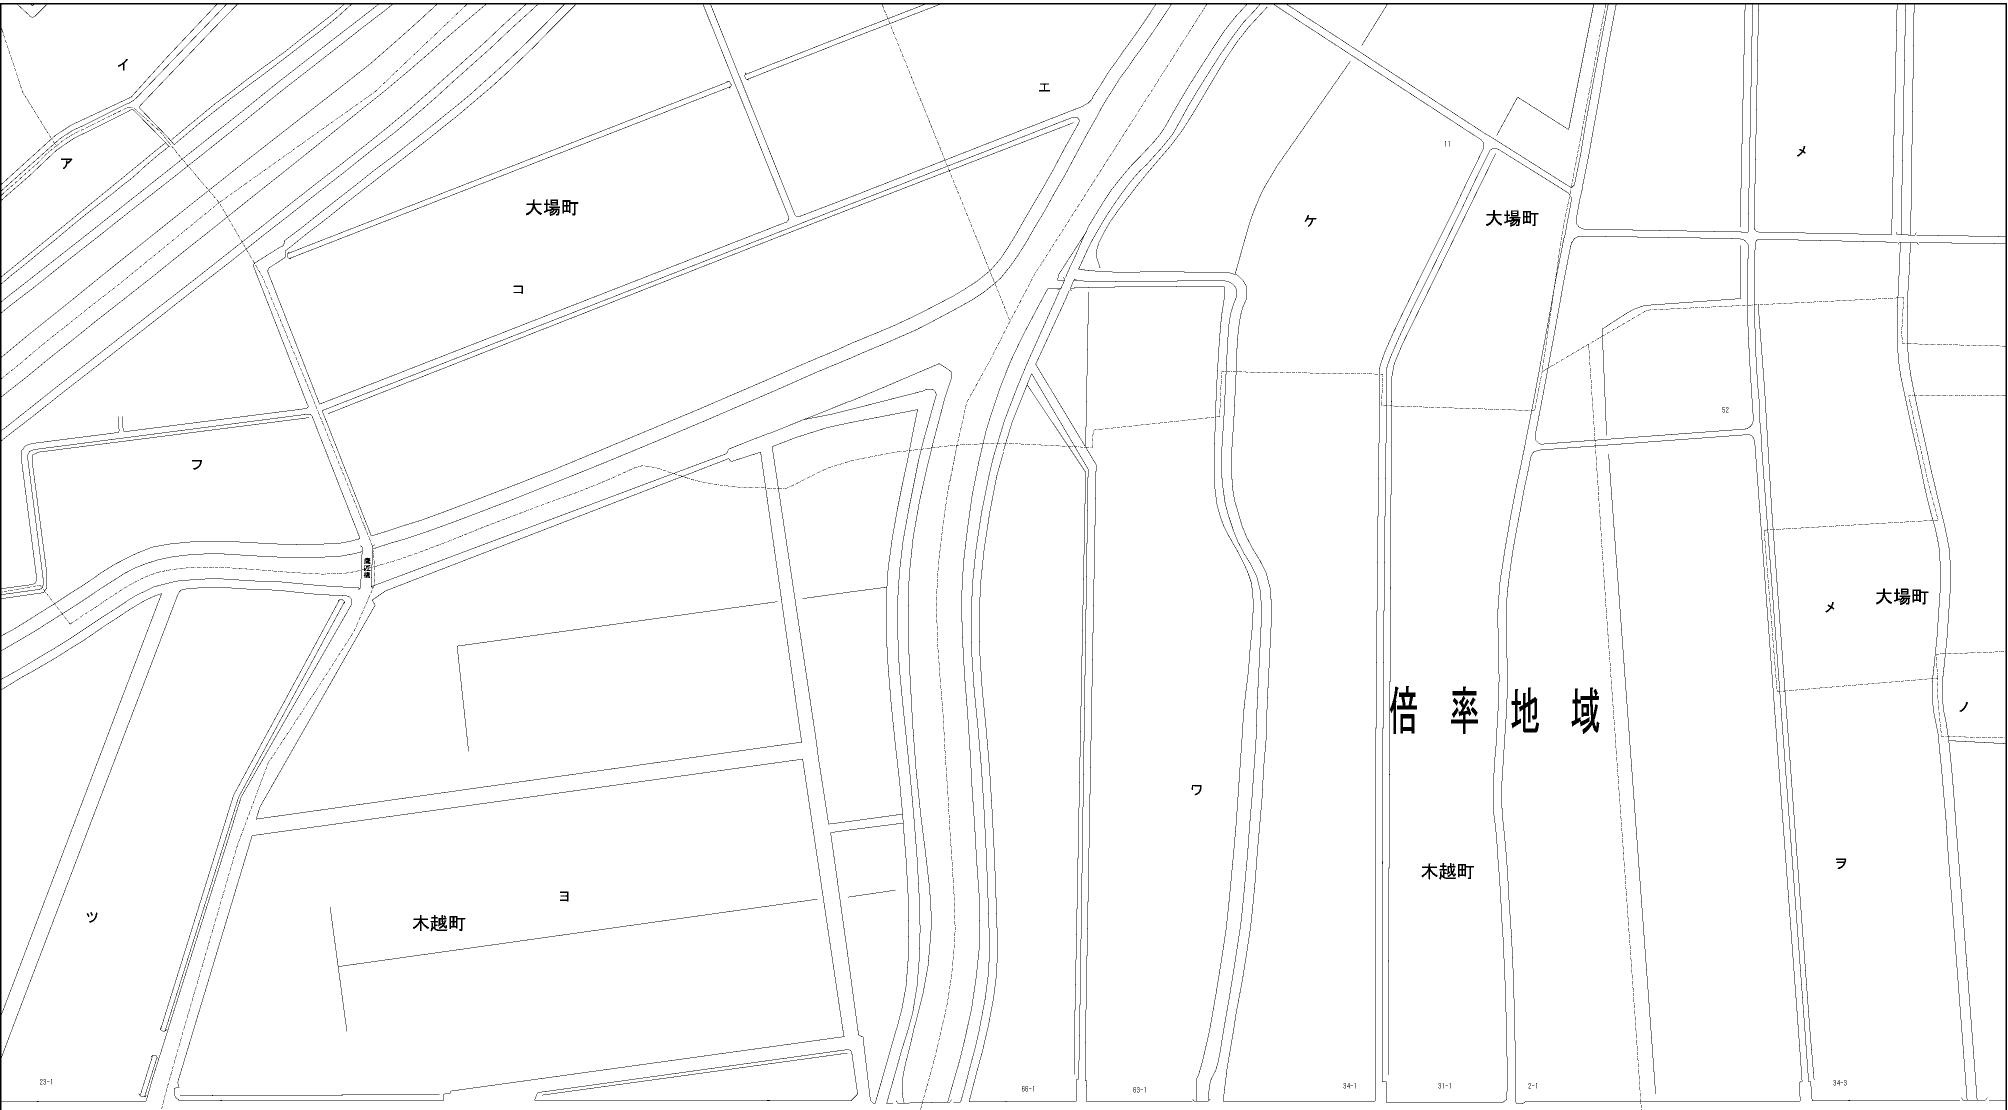 イ
エ
ア
11
メ
大場町
ケ
大場町
コ
52
フ
大場町
メ
ノ
倍率地域
ワ
ヲ
木越町
ヨ
木越町
ツ
23-1
66-1
63-1
34-1
31-1
2-1
34-3